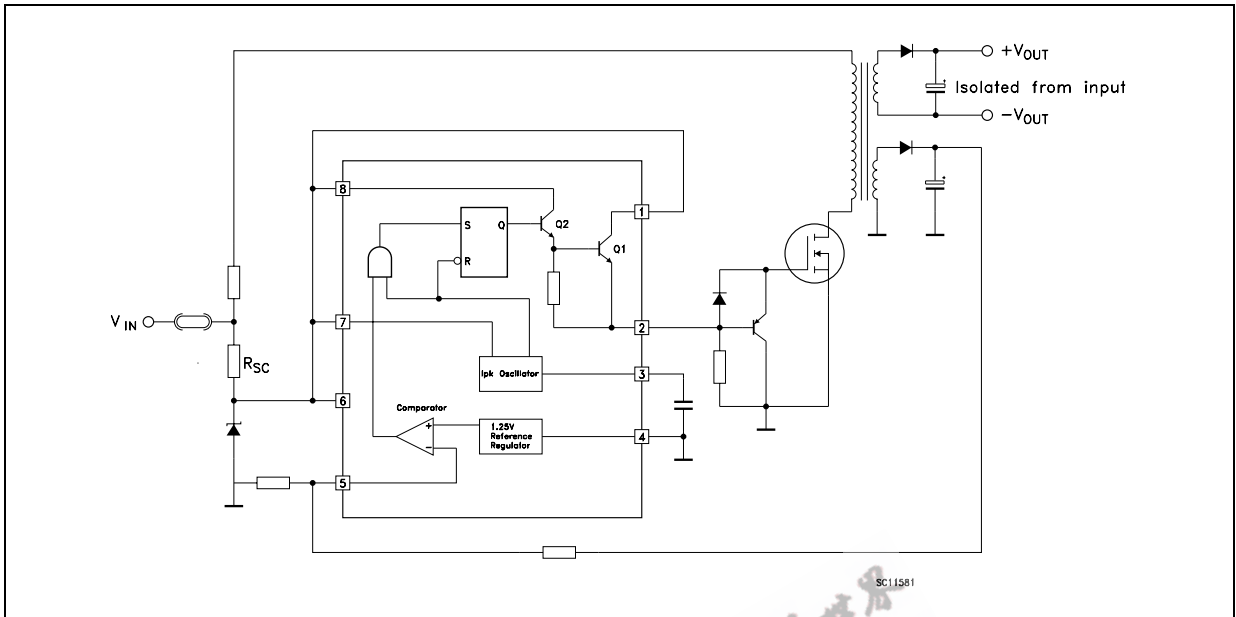 +VOUT
Isolated from input
-VOUT
8
1
S
Q
Q2
R
Q1
VIN
7
2
RSC
Ipk Oscillator
3
6
Comparator
+
-
1.25V
Reference
Regulator
4
5
SC11581